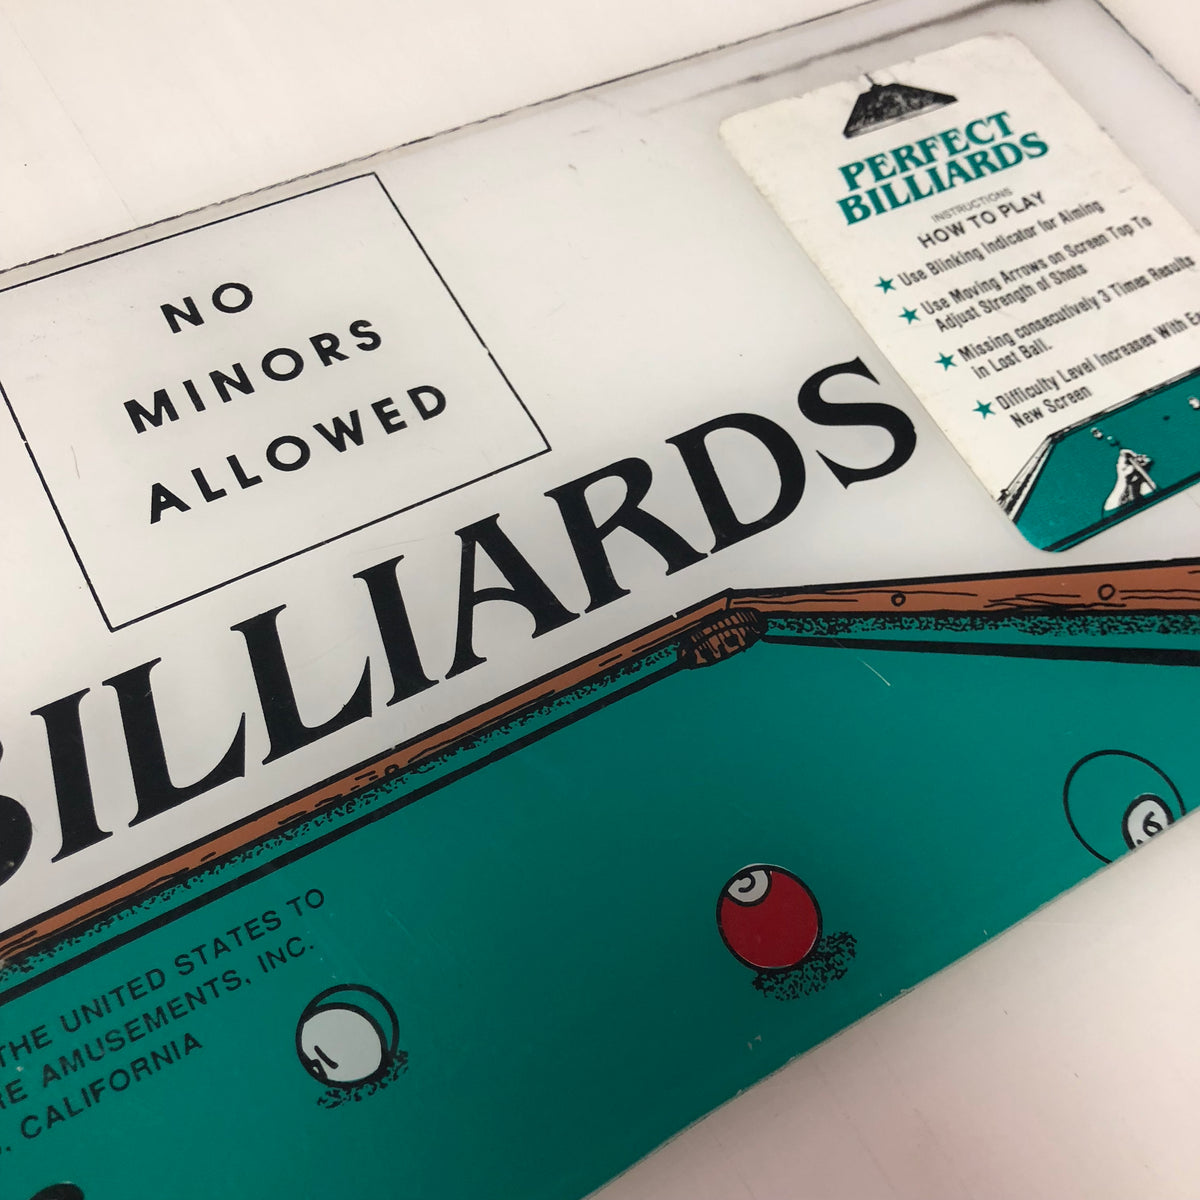 NO
MINORS
ALLOWED
BILLIARDS
PERFECT
BILLIARDS
INSTRUCTIONS
HOW TO PLAY
Use Blinking Indicator for Aiming
Use Moving Arrows on Screen Top To
Adjust Strength of Shots
Missing consecutively 3 Times Results
in Lost Ball.
Difficulty Level Increases With
New Screen
THE UNITED STATES TO
AMUSEMENTS, INC.
CALIFORNIA
3
6